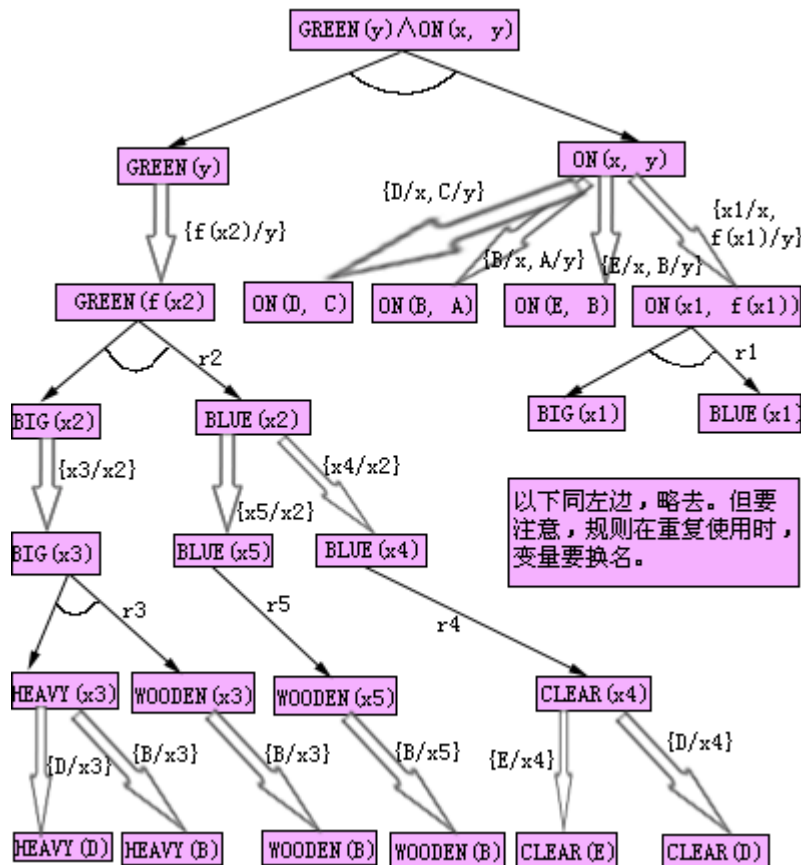 GREEN(y)∧ON(x, y)
GREEN(y)
ON(x, y)
{D/x, C/y}
{x1/x,
f(x1)/y}
{f(x2)/y}
{B/x, A/y}
{E/x, B/y}
GREEN(f(x2)
ON(D, C)
ON(B, A)
ON(E, B)
ON(x1, f(x1))
r2
r1
BIG(x2)
BLUE(x2)
BIG(x1)
BLUE(x1)
{x3/x2}
{x4/x2}
{x5/x2}
以下同左边，略去。但要
注意，规则在重复使用时，
变量要换名。
BIG(x3)
BLUE(x5)
BLUE(x4)
r3
r5
r4
HEAVY(x3)
WOODEN(x3)
WOODEN(x5)
CLEAR(x4)
{D/x3}
{B/x3}
{B/x3}
{B/x5}
{E/x4}
{D/x4}
HEAVY(D)
HEAVY(B)
WOODEN(B)
WOODEN(B)
CLEAR(E)
CLEAR(D)